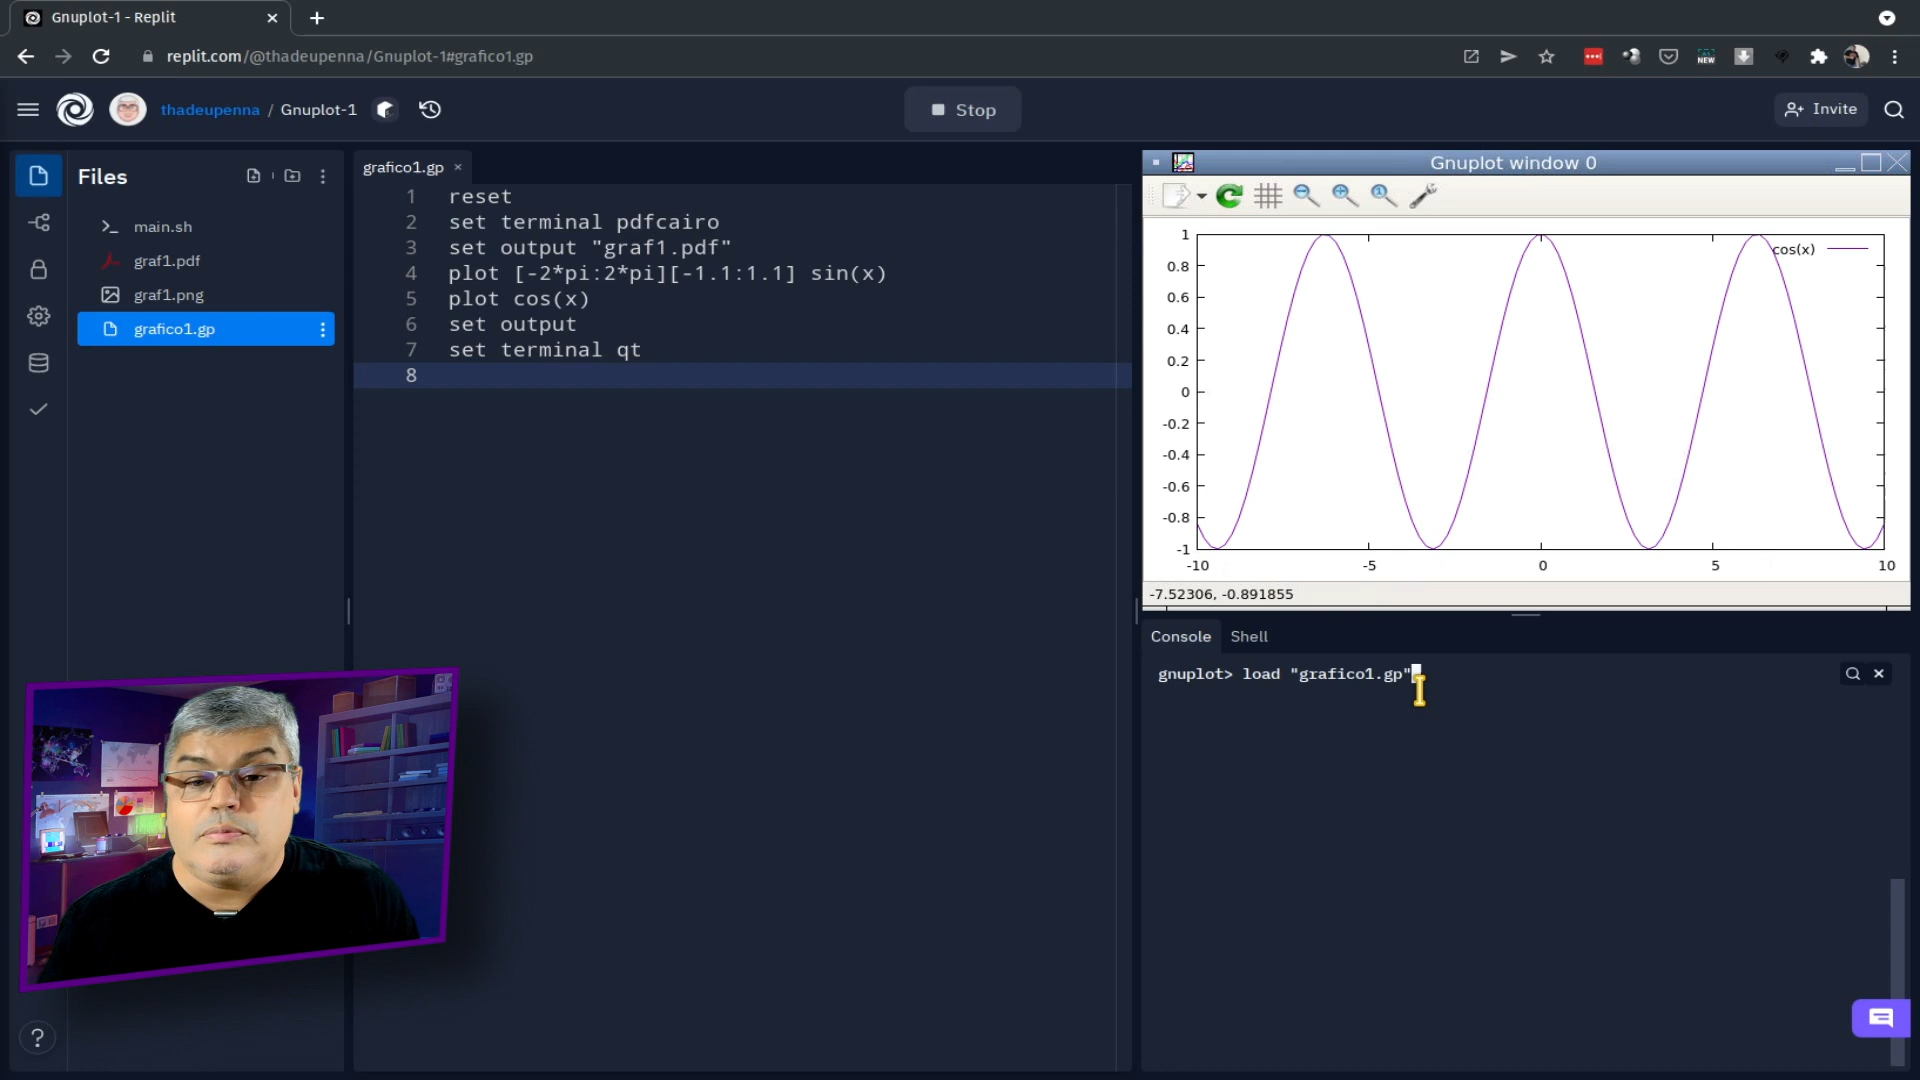 Gnuplot-1 - Replit
replit.com/@thadeupenna/Gnuplot-1#grafico1.gp
NEW
thadeupenna / Gnuplot-1
Stop
Invite
Files
main.sh
graf1.pdf
graf1.png
grafico1.gp
grafico1.gp
1 reset
2 set terminal pdfcairo
3 set output "graf1.pdf"
4 plot [-2*pi:2*pi][-1.1:1.1] sin(x)
5 plot cos(x)
6 set output
7 set terminal qt
8
Gnuplot window 0
cos(x)
1
0.8
0.6
0.4
0.2
0
-0.2
-0.4
-0.6
-0.8
-1
-10 -5 0 5 10
-7.52306, -0.891855
Console Shell
gnuplot> load "grafico1.gp"